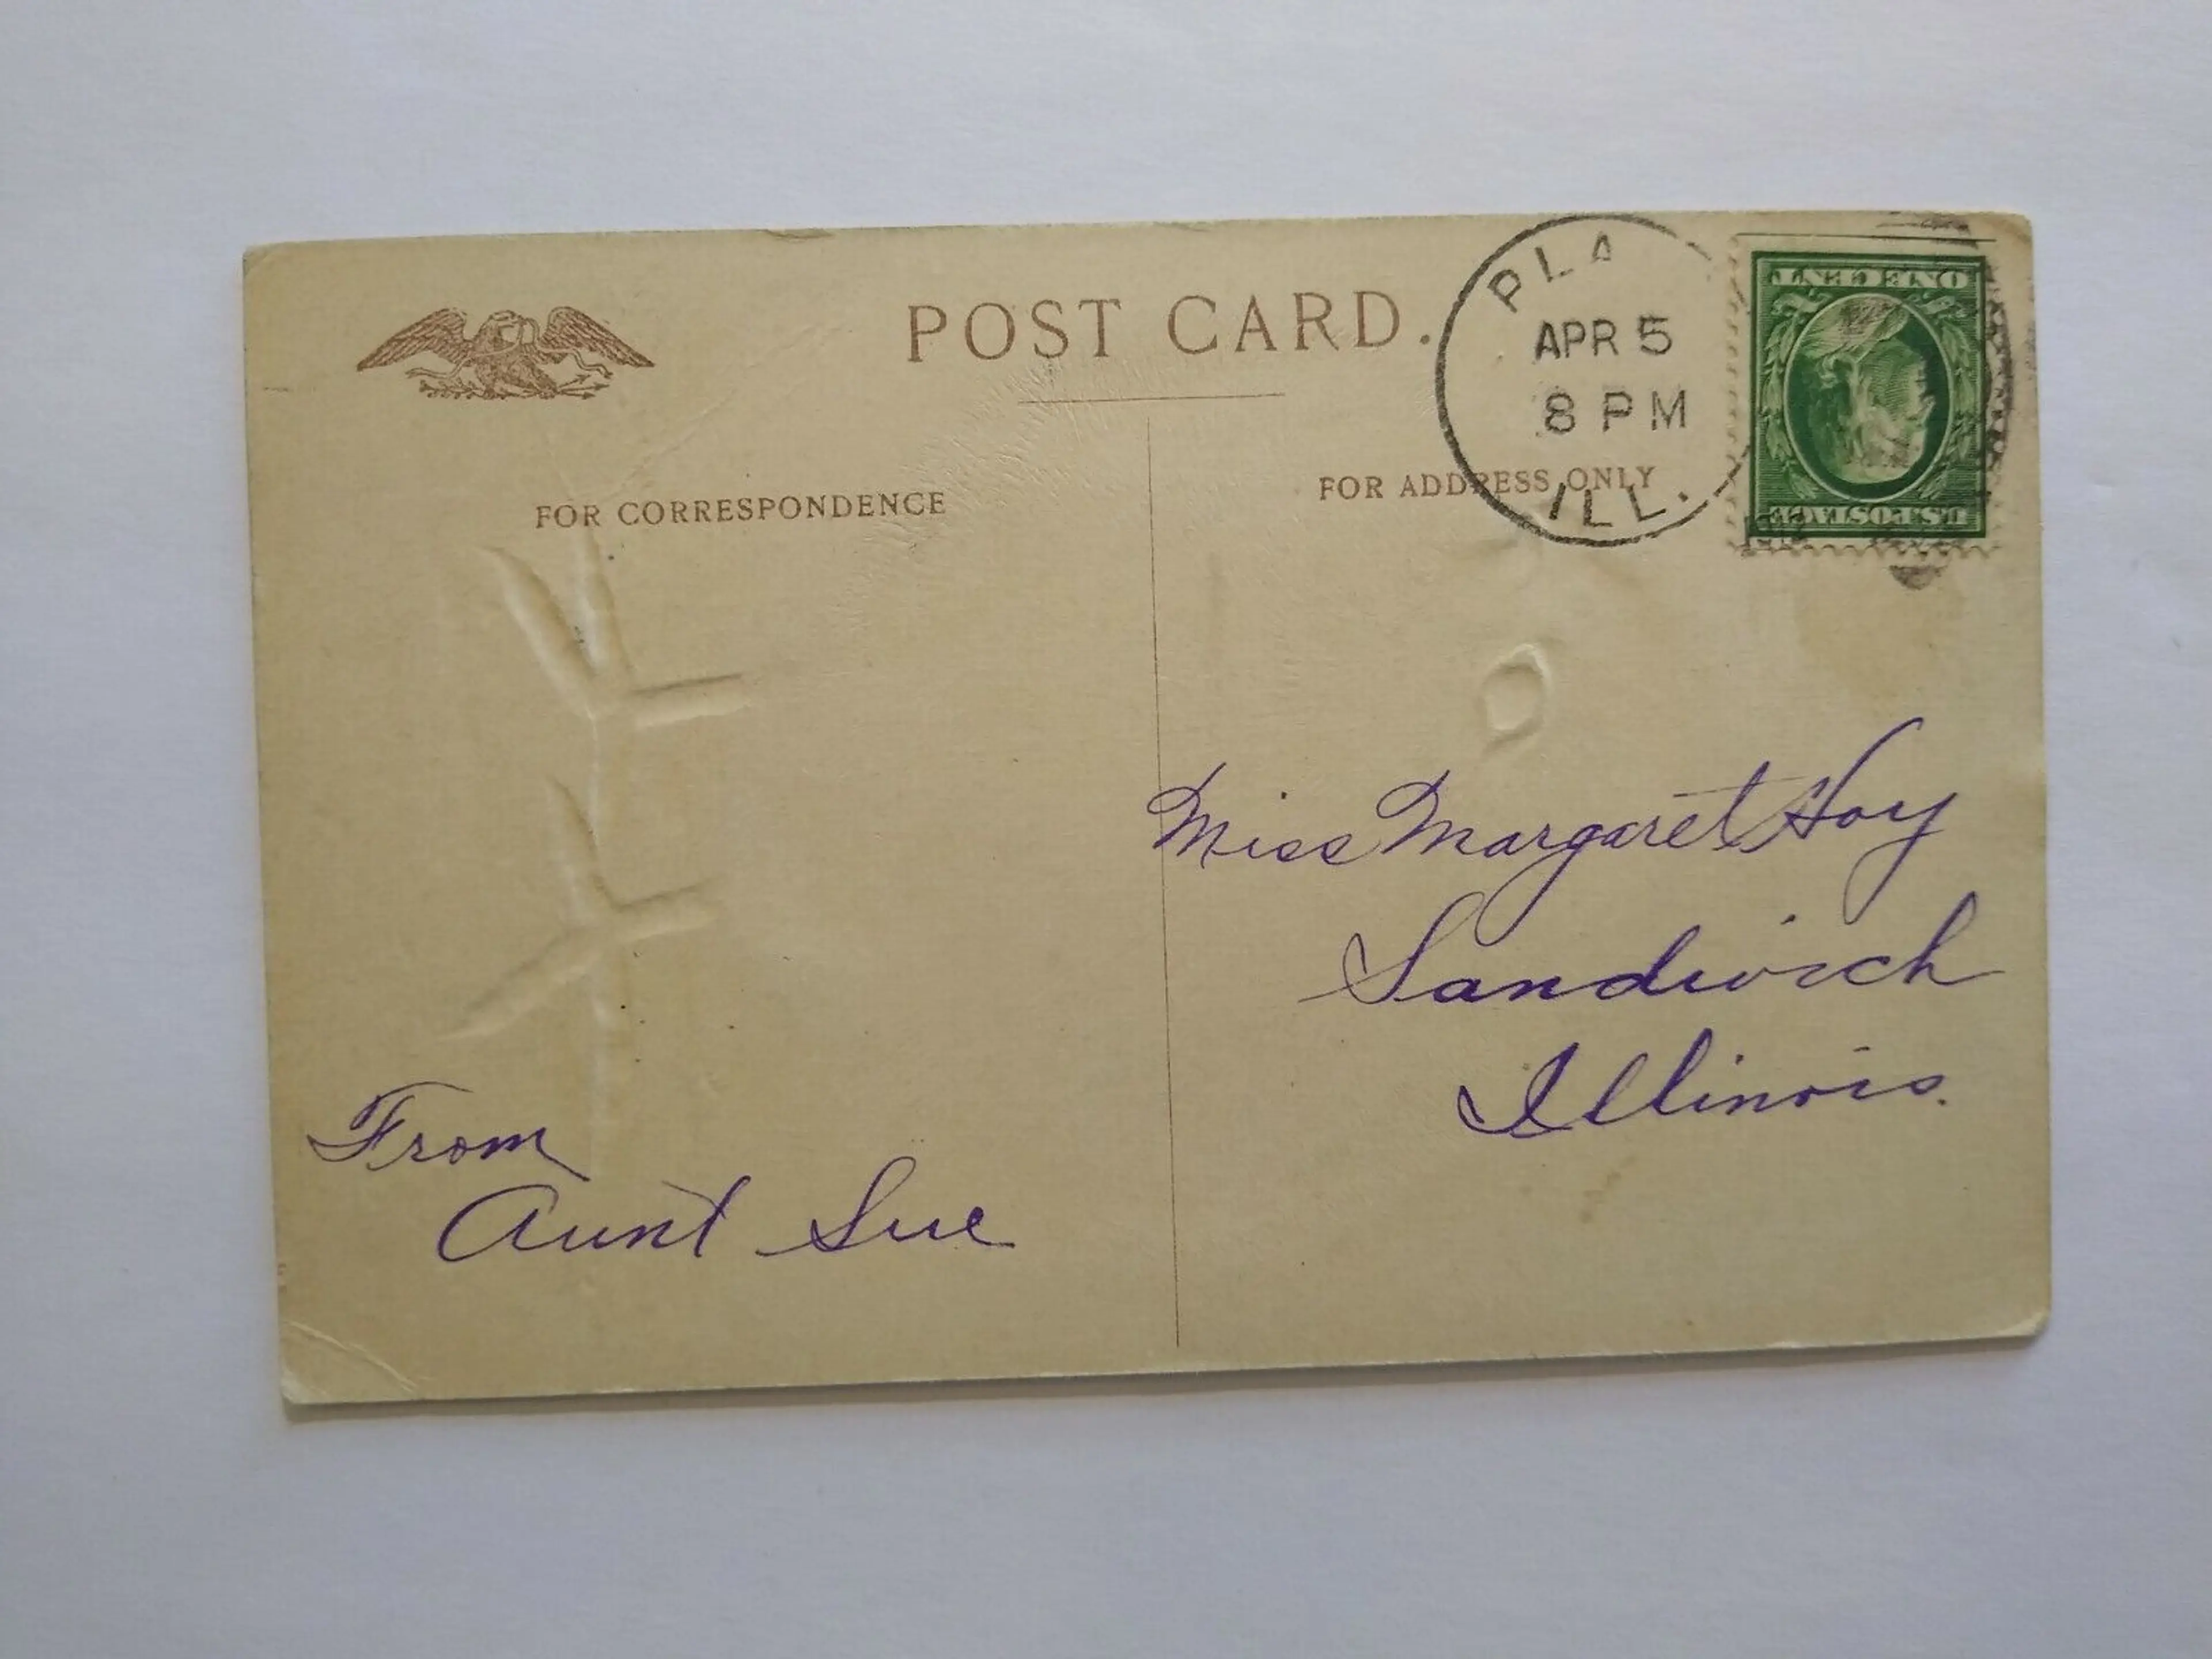 POST CARD.
PLA
APR 5
8 PM
ILL.
ONE CENT
U.S. POSTAGE
FOR CORRESPONDENCE
FOR ADDRESS ONLY
Miss Margaret Hoy
Sandwich
Illinois.
From
Aunt Sue